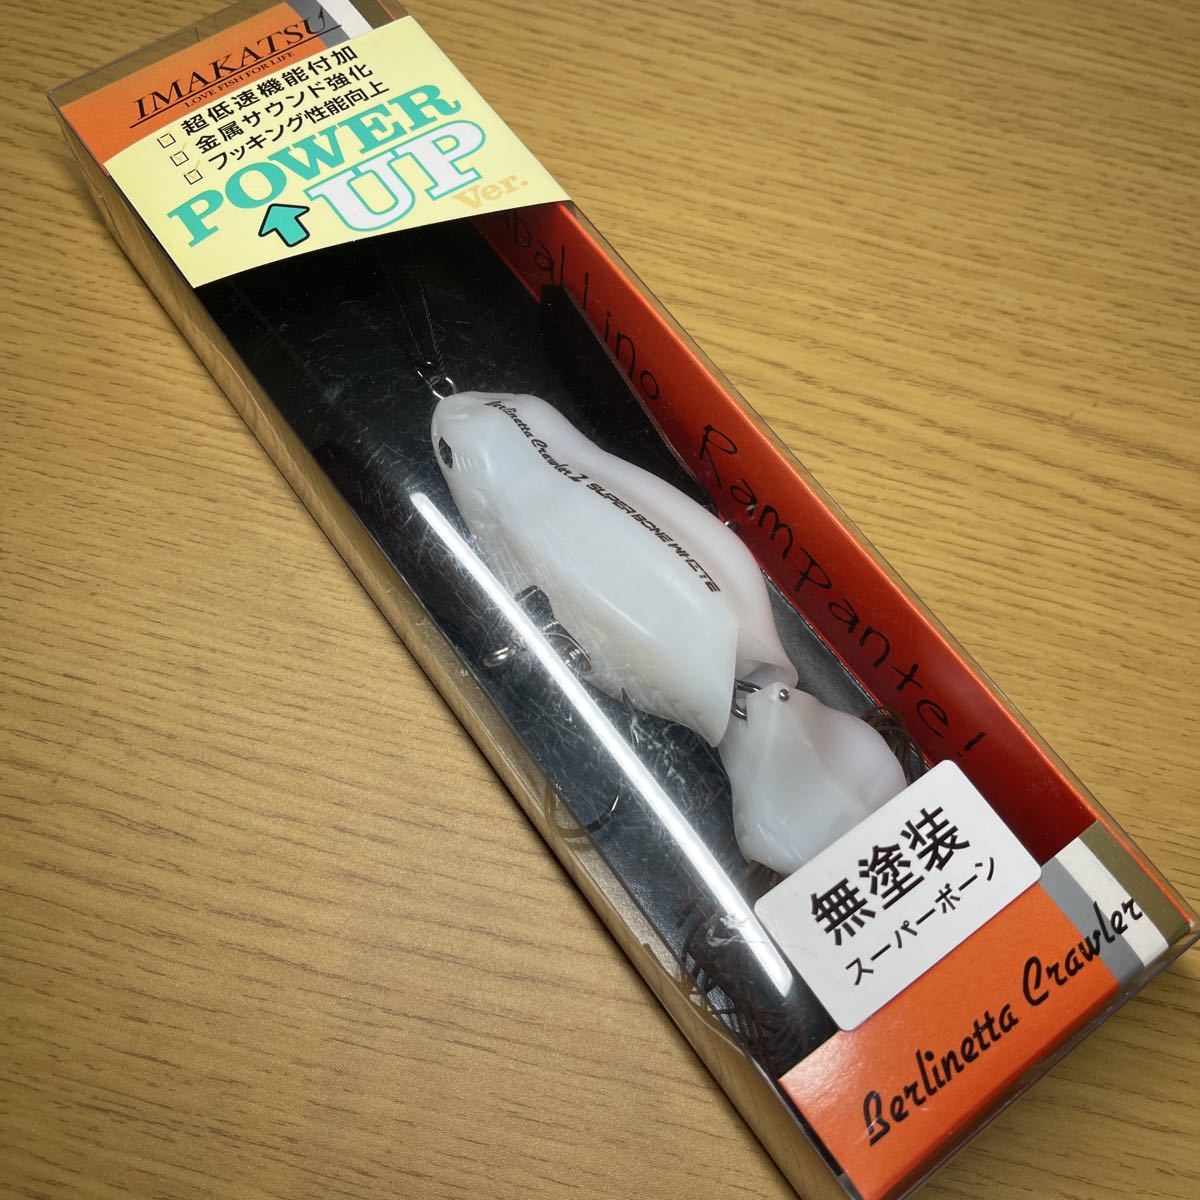 IMAKATSU
LOVE FISH FOR LIFE
超低速機能付加
金属サウンド強化
フッキング性能向上
POWER
UP
Ver.
Rampante!
Berlinetta Crawler Z SUPER BONE WHITE
無塗装
スーパーボーン
Berlinetta Crawler